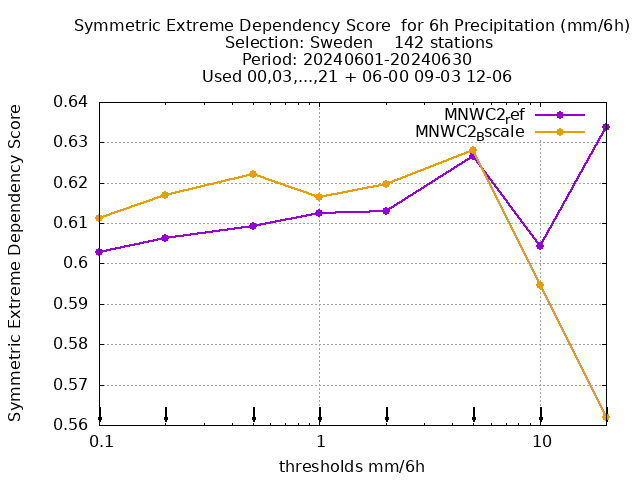 Symmetric Extreme Dependency Score  for 6h Precipitation (mm/6h)
Selection: Sweden    142 stations
Period: 20240601-20240630
Used 00,03,...,21 + 06-00 09-03 12-06
MNWC2ref
MNWC2Bscale
Symmetric Extreme Dependency Score
0.64
0.63
0.62
0.61
0.6
0.59
0.58
0.57
0.56
0.1
1
10
thresholds mm/6h